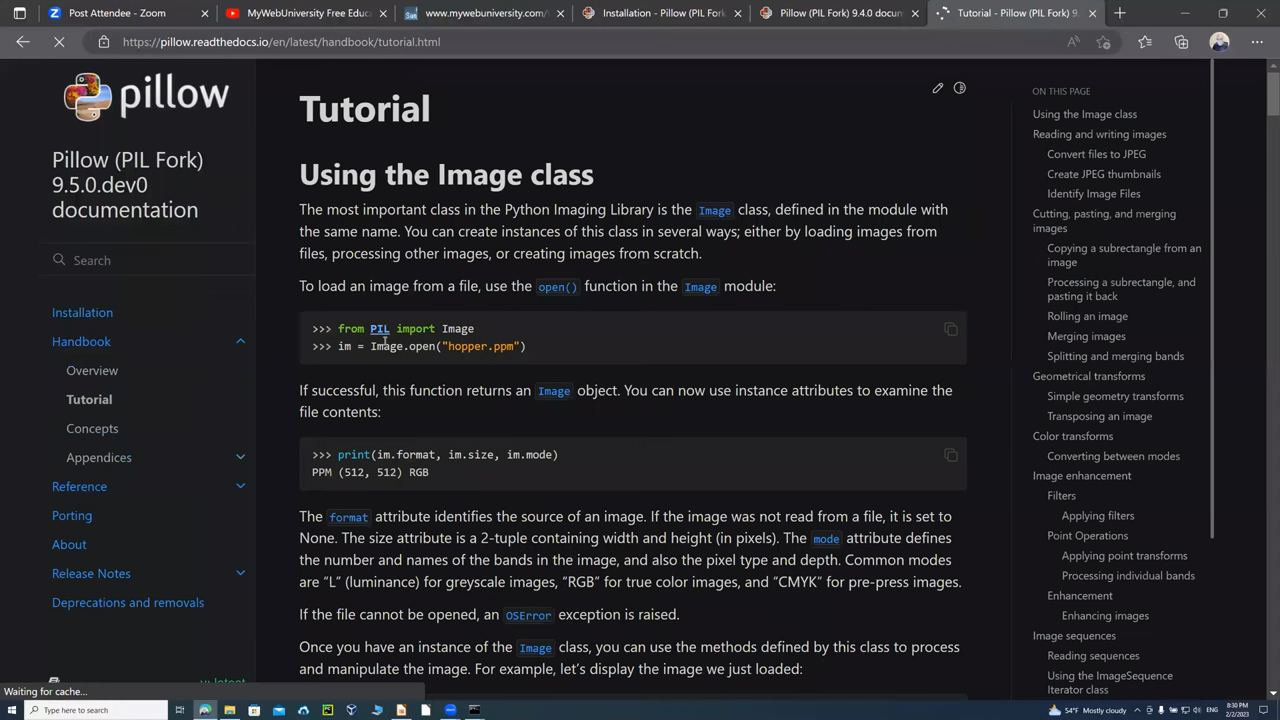 Post Attendee - Zoom
MyWebUniversity Free Educ
www.mywebuniversity.com/
Installation - Pillow (PIL Fork)
Pillow (PIL Fork) 9.4.0 docum
Tutorial - Pillow (PIL Fork) 9.
https://pillow.readthedocs.io/en/latest/handbook/tutorial.html
pillow
Pillow (PIL Fork)
9.5.0.dev0
documentation
Search
Installation
Handbook
Overview
Tutorial
Concepts
Appendices
Reference
Porting
About
Release Notes
Deprecations and removals
Tutorial
Using the Image class
The most important class in the Python Imaging Library is the Image class, defined in the module with
the same name. You can create instances of this class in several ways; either by loading images from
files, processing other images, or creating images from scratch.
To load an image from a file, use the open() function in the Image module:
>>> from PIL import Image
>>> im = Image.open("hopper.ppm")
If successful, this function returns an Image object. You can now use instance attributes to examine the
file contents:
>>> print(im.format, im.size, im.mode)
PPM (512, 512) RGB
The format attribute identifies the source of an image. If the image was not read from a file, it is set to
None. The size attribute is a 2-tuple containing width and height (in pixels). The mode attribute defines
the number and names of the bands in the image, and also the pixel type and depth. Common modes
are “L” (luminance) for greyscale images, “RGB” for true color images, and “CMYK” for pre-press images.
If the file cannot be opened, an OSError exception is raised.
Once you have an instance of the Image class, you can use the methods defined by this class to process
and manipulate the image. For example, let’s display the image we just loaded:
ON THIS PAGE
Using the Image class
Reading and writing images
Convert files to JPEG
Create JPEG thumbnails
Identify Image Files
Cutting, pasting, and merging
images
Copying a subrectangle from an
image
Processing a subrectangle, and
pasting it back
Rolling an image
Merging images
Splitting and merging bands
Geometrical transforms
Simple geometry transforms
Transposing an image
Color transforms
Converting between modes
Image enhancement
Filters
Applying filters
Point Operations
Applying point transforms
Processing individual bands
Enhancement
Enhancing images
Image sequences
Reading sequences
Using the ImageSequence
Iterator class
Waiting for cache...
Type here to search
54°F Mostly cloudy
ENG
8:30 PM
2/2/2023